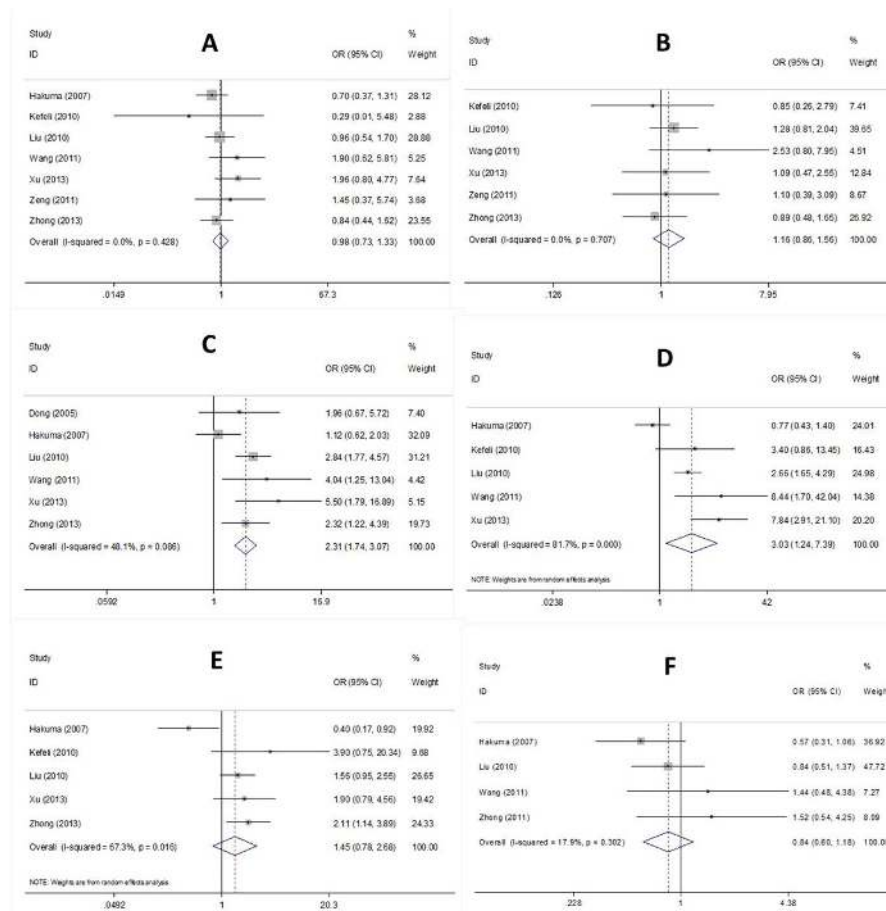 A
Study %
ID OR (95% CI) Weight
Hakuma (2007) 0.70 (0.37, 1.31) 28.12
Kefeli (2010) 0.29 (0.01, 5.48) 2.88
Liu (2010) 0.96 (0.54, 1.70) 28.88
Wang (2011) 1.90 (0.62, 5.81) 5.25
Xu (2013) 1.96 (0.80, 4.77) 7.64
Zeng (2011) 1.45 (0.37, 5.74) 3.68
Zhong (2013) 0.84 (0.44, 1.62) 23.55
Overall (I-squared = 0.0%, p = 0.428) 0.98 (0.73, 1.33) 100.00
.0149 1 67.3
B
Study %
ID OR (95% CI) Weight
Kefeli (2010) 0.85 (0.26, 2.79) 7.41
Liu (2010) 1.28 (0.81, 2.04) 39.65
Wang (2011) 2.53 (0.80, 7.95) 4.51
Xu (2013) 1.09 (0.47, 2.55) 12.84
Zeng (2011) 1.10 (0.39, 3.09) 8.67
Zhong (2013) 0.89 (0.48, 1.65) 26.92
Overall (I-squared = 0.0%, p = 0.707) 1.16 (0.86, 1.56) 100.00
.126 1 7.95
C
Study %
ID OR (95% CI) Weight
Dong (2005) 1.96 (0.67, 5.72) 7.40
Hakuma (2007) 1.12 (0.62, 2.03) 32.09
Liu (2010) 2.84 (1.77, 4.57) 31.21
Wang (2011) 4.04 (1.25, 13.04) 4.42
Xu (2013) 5.50 (1.79, 16.89) 5.15
Zhong (2013) 2.32 (1.22, 4.39) 19.73
Overall (I-squared = 48.1%, p = 0.086) 2.31 (1.74, 3.07) 100.00
.0592 1 16.9
D
Study %
ID OR (95% CI) Weight
Hakuma (2007) 0.77 (0.43, 1.40) 24.01
Kefeli (2010) 3.40 (0.86, 13.45) 16.43
Liu (2010) 2.66 (1.65, 4.29) 24.98
Wang (2011) 8.44 (1.70, 42.04) 14.38
Xu (2013) 7.84 (2.91, 21.10) 20.20
Overall (I-squared = 81.7%, p = 0.000) 3.03 (1.24, 7.39) 100.00
NOTE: Weights are from random effects analysis
.0238 1 42
E
Study %
ID OR (95% CI) Weight
Hakuma (2007) 0.40 (0.17, 0.92) 19.92
Kefeli (2010) 3.90 (0.75, 20.34) 9.68
Liu (2010) 1.56 (0.95, 2.56) 26.65
Xu (2013) 1.90 (0.79, 4.56) 19.42
Zhong (2013) 2.11 (1.14, 3.89) 24.33
Overall (I-squared = 67.3%, p = 0.016) 1.45 (0.78, 2.68) 100.00
NOTE: Weights are from random effects analysis
.0492 1 20.3
F
Study %
ID OR (95% CI) Weight
Hakuma (2007) 0.57 (0.31, 1.06) 36.92
Liu (2010) 0.84 (0.51, 1.37) 47.72
Wang (2011) 1.44 (0.48, 4.38) 7.27
Zhong (2011) 1.52 (0.54, 4.25) 8.09
Overall (I-squared = 17.9%, p = 0.302) 0.84 (0.60, 1.18) 100.00
.228 1 4.38